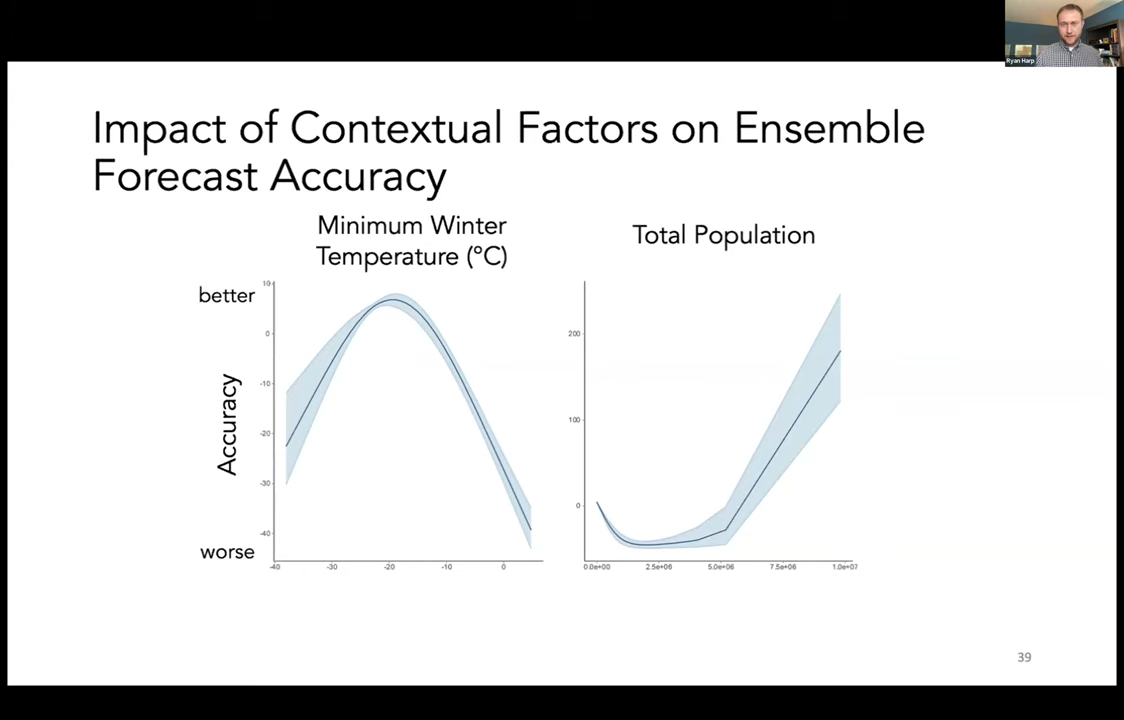 Ryan Harp
Impact of Contextual Factors on Ensemble
Forecast Accuracy
Minimum Winter
Temperature (°C)
better
Accuracy
worse
10
0
-10
-20
-30
-40
-40 -30 -20 -10 0
Total Population
200
100
0
0.0e+00 2.5e+06 5.0e+06 7.5e+06 1.0e+07
39